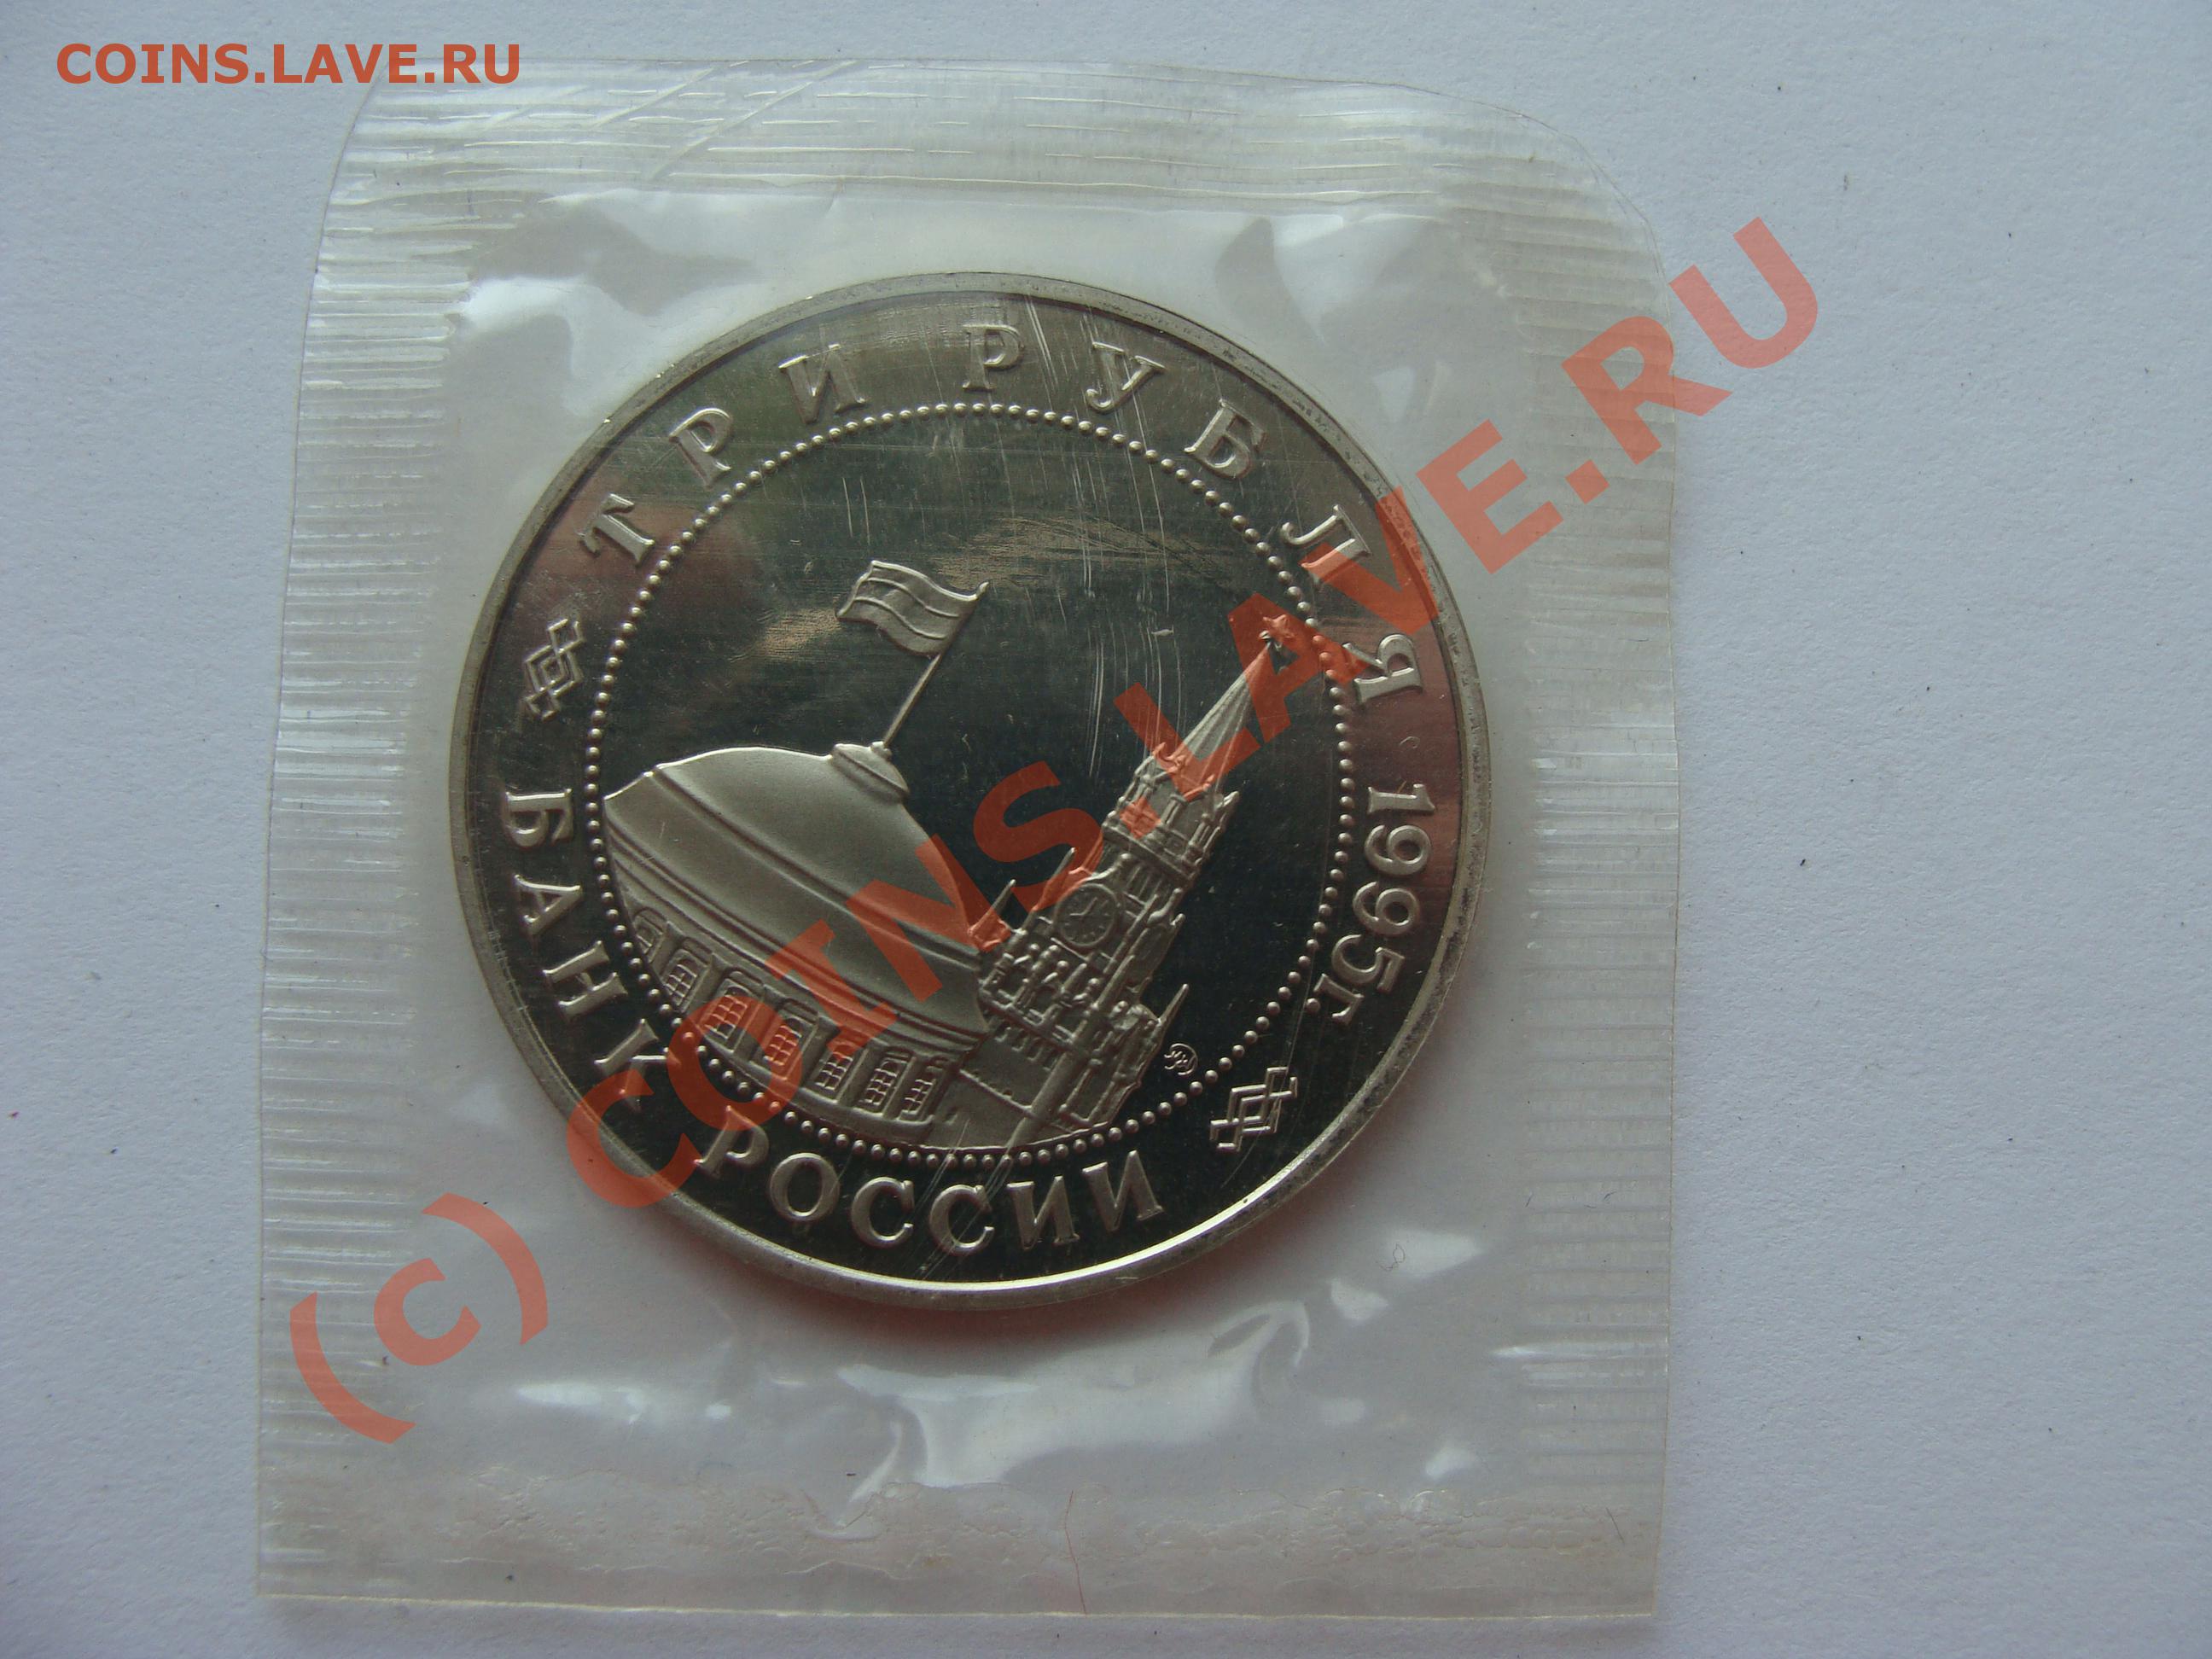 COINS.LAVE.RU
ТРИ РУБЛЯ 1995г.
БАНК РОССИИ
(c) COINS.LAVE.RU